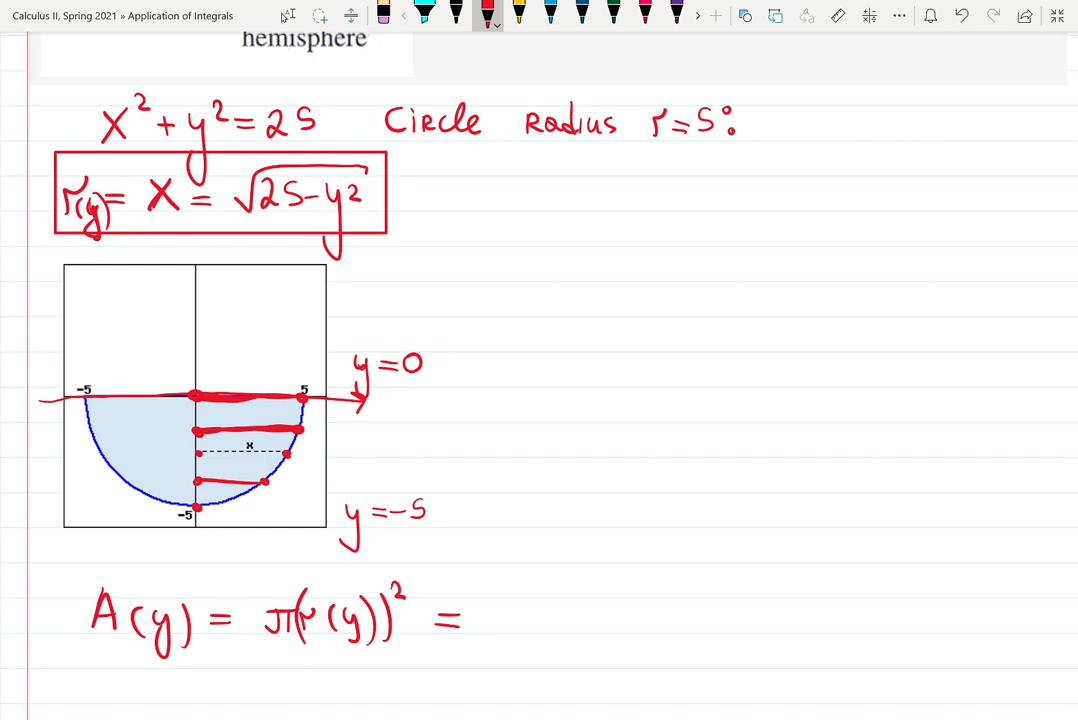 Calculus II, Spring 2021 » Application of Integrals
hemisphere
x² + y² = 25 Circle Radius r = 5:
r(y) = x = √25-y²
-5 5
y = 0
x
-5
y = -5
A(y) = π(r(y))² =